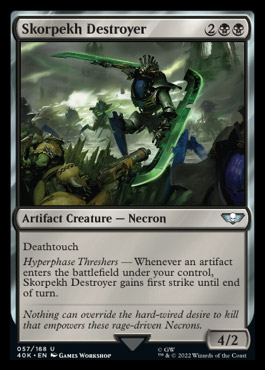 Skorpekh Destroyer 2
Artifact Creature — Necron
Deathtouch
Hyperphase Threshers — Whenever an artifact
enters the battlefield under your control,
Skorpekh Destroyer gains first strike until end
of turn.
Nothing can override the hard-wired desire to kill
that empowers these rage-driven Necrons.
4/2
057/168 U
40K • EN Games Workshop
© GW
™ & © 2022 Wizards of the Coast